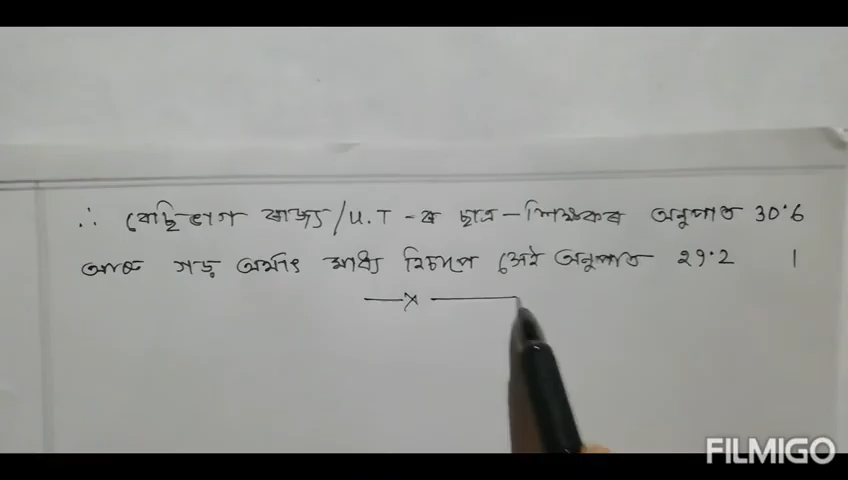 ∴ বেছিভাগ ৰাজ্য/U.T-ৰ ছাত্ৰ-শিক্ষকৰ অনুপাত 30.6
আৰু গড় অৰ্থাৎ মাধ্য হিচাপে এই অনুপাত 29.2 ।
—x—
FILMIGO